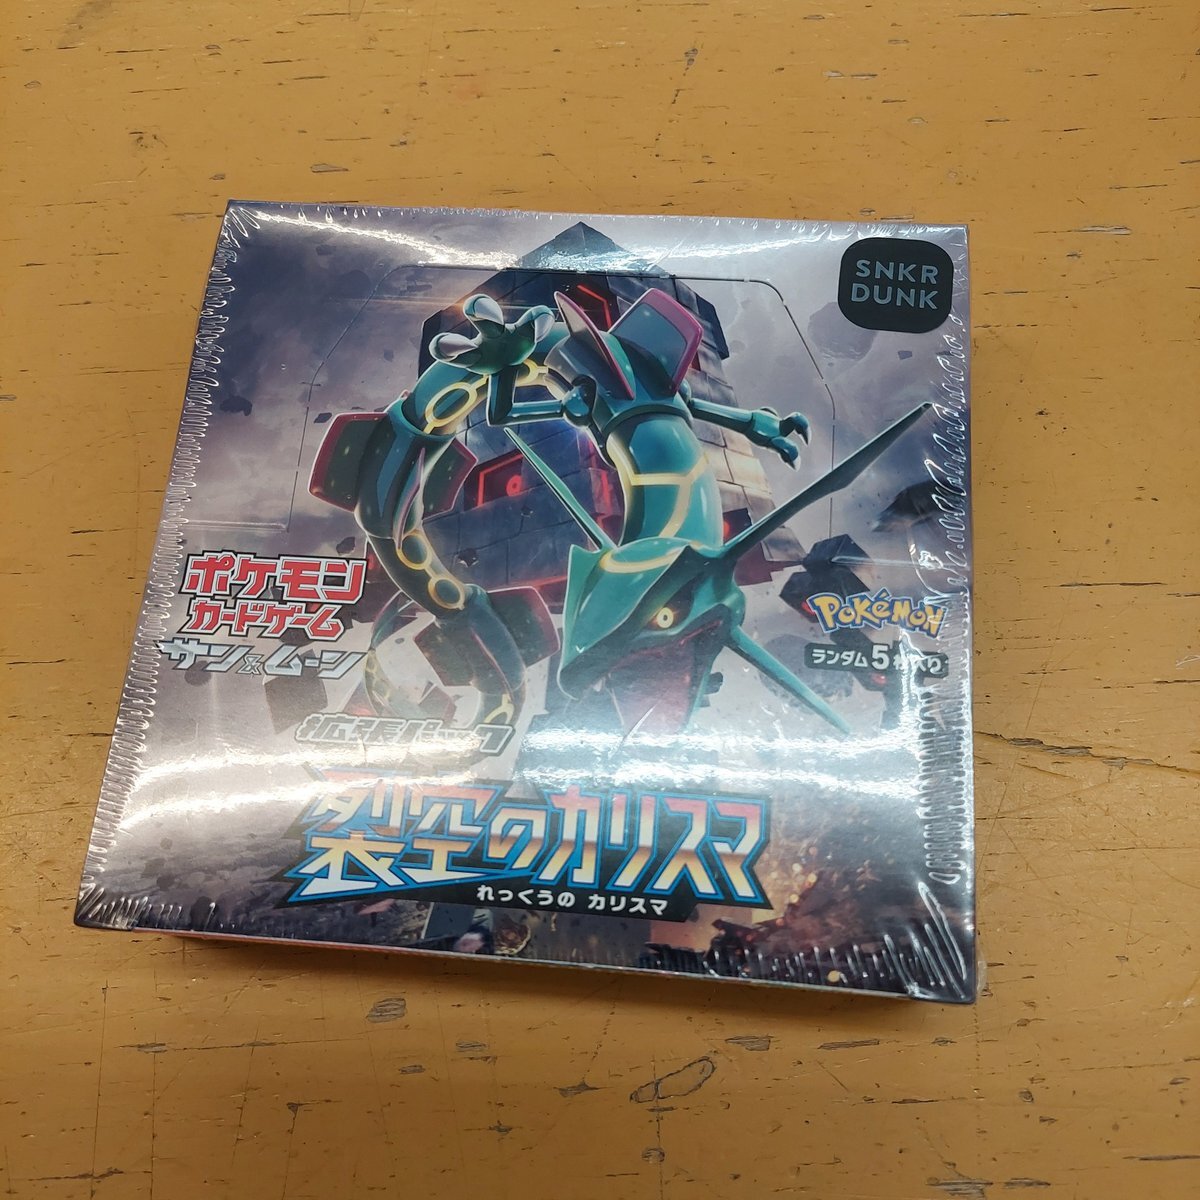 SNKR
DUNK
ポケモン
カードゲーム
サン&ムーン
Pokémon
ランダム5枚入り
拡張パック
裂空のカリスマ
れっくうの カリスマ